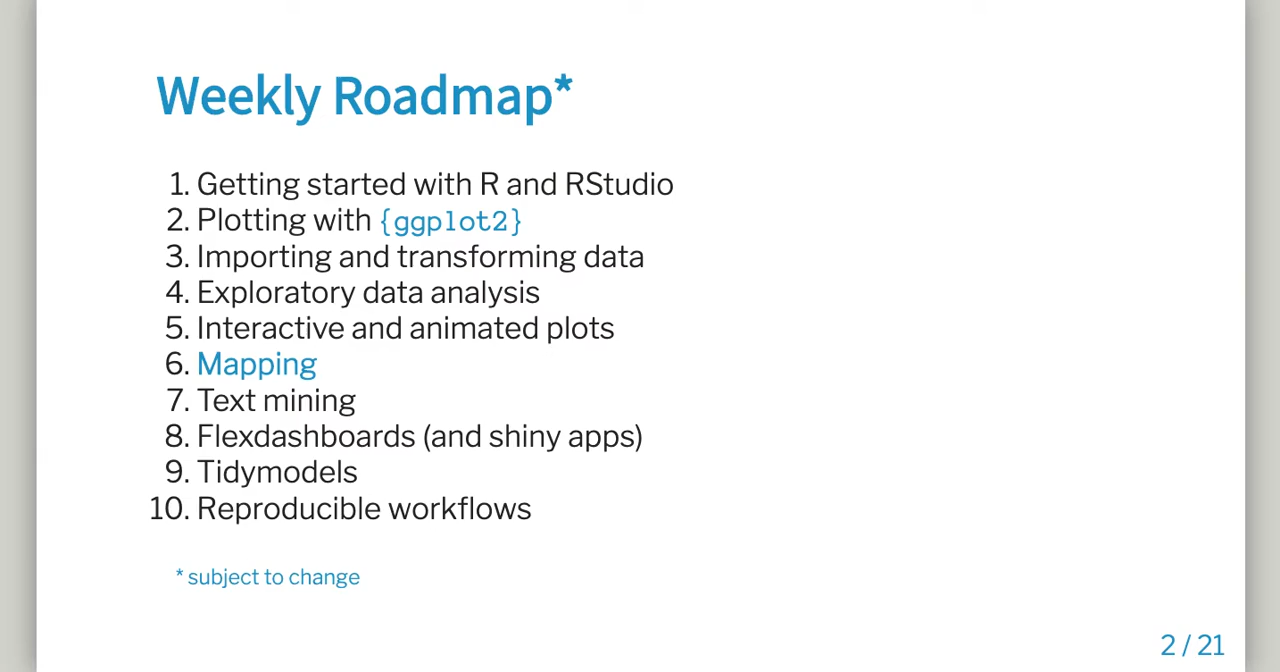 Weekly Roadmap*
1. Getting started with R and RStudio
2. Plotting with {ggplot2}
3. Importing and transforming data
4. Exploratory data analysis
5. Interactive and animated plots
6. Mapping
7. Text mining
8. Flexdashboards (and shiny apps)
9. Tidymodels
10. Reproducible workflows
* subject to change
2 / 21